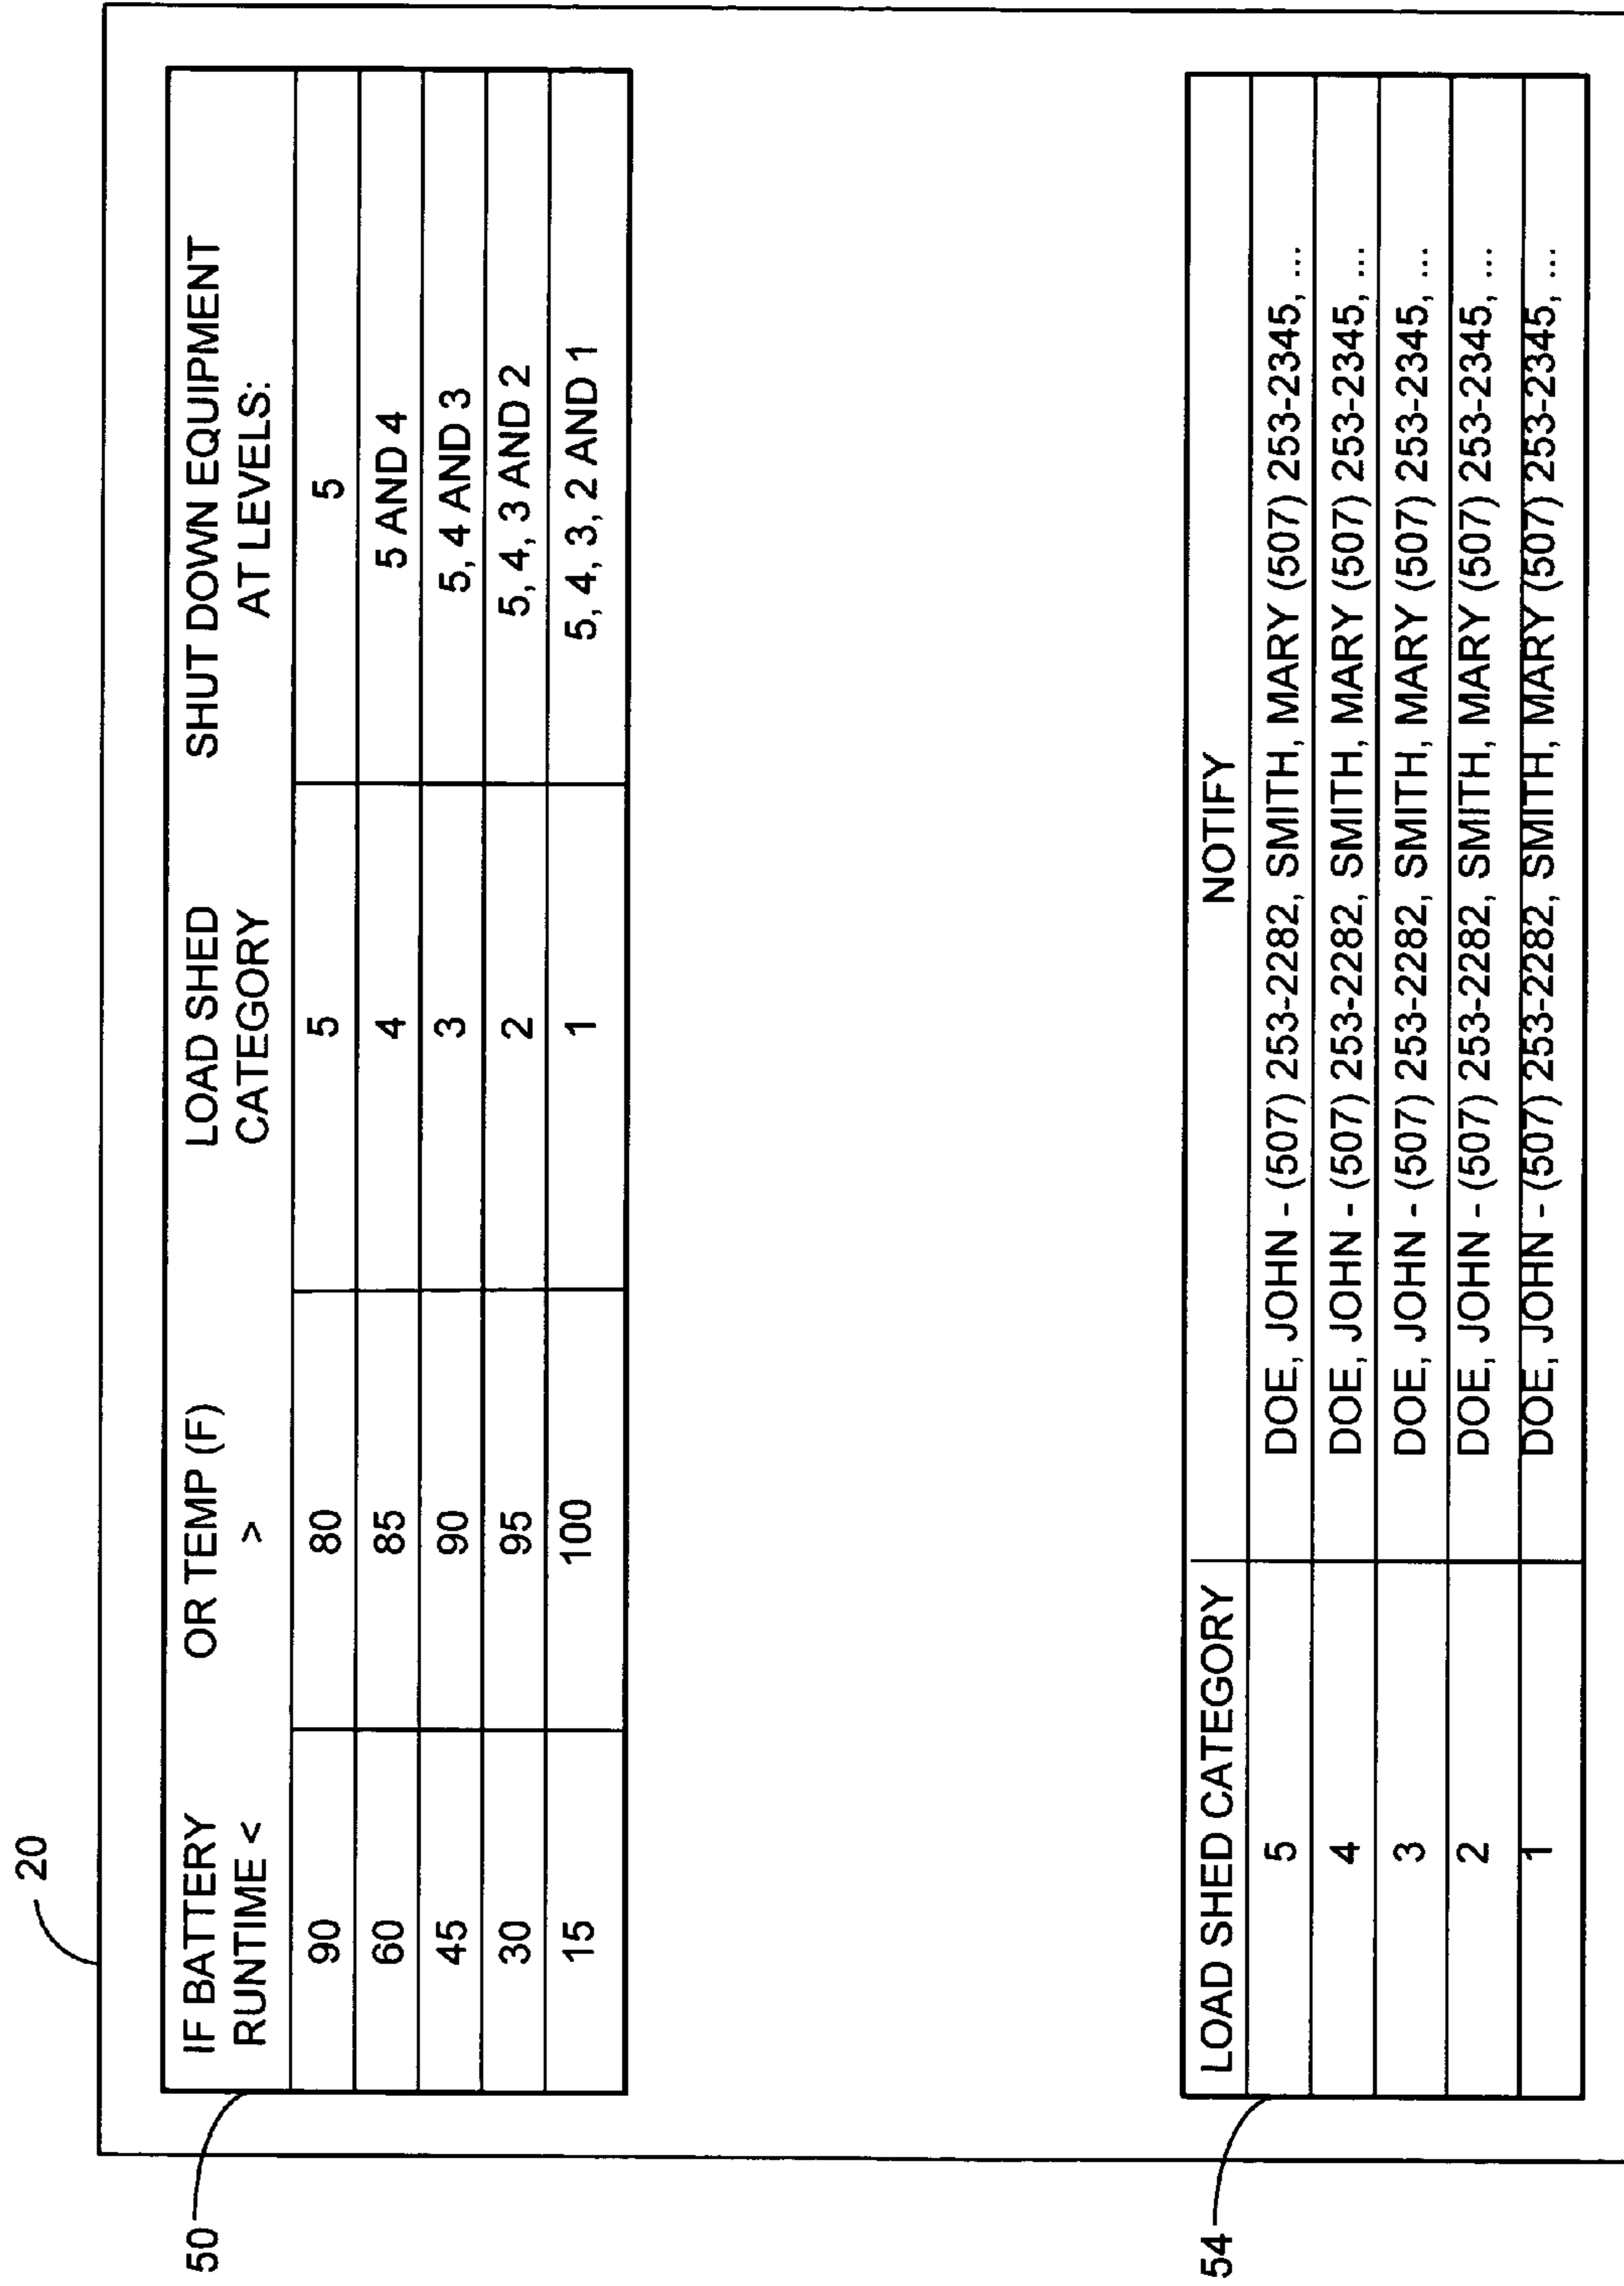 20
50
IF BATTERY RUNTIME < OR TEMP (F) > LOAD SHED CATEGORY SHUT DOWN EQUIPMENT AT LEVELS:
90 80 5 5
60 85 4 5 AND 4
45 90 3 5, 4 AND 3
30 95 2 5, 4, 3 AND 2
15 100 1 5, 4, 3, 2 AND 1
54
LOAD SHED CATEGORY NOTIFY
5 DOE, JOHN - (507) 253-2282, SMITH, MARY (507) 253-2345, ...
4 DOE, JOHN - (507) 253-2282, SMITH, MARY (507) 253-2345, ...
3 DOE, JOHN - (507) 253-2282, SMITH, MARY (507) 253-2345, ...
2 DOE, JOHN - (507) 253-2282, SMITH, MARY (507) 253-2345, ...
1 DOE, JOHN - (507) 253-2282, SMITH, MARY (507) 253-2345, ...